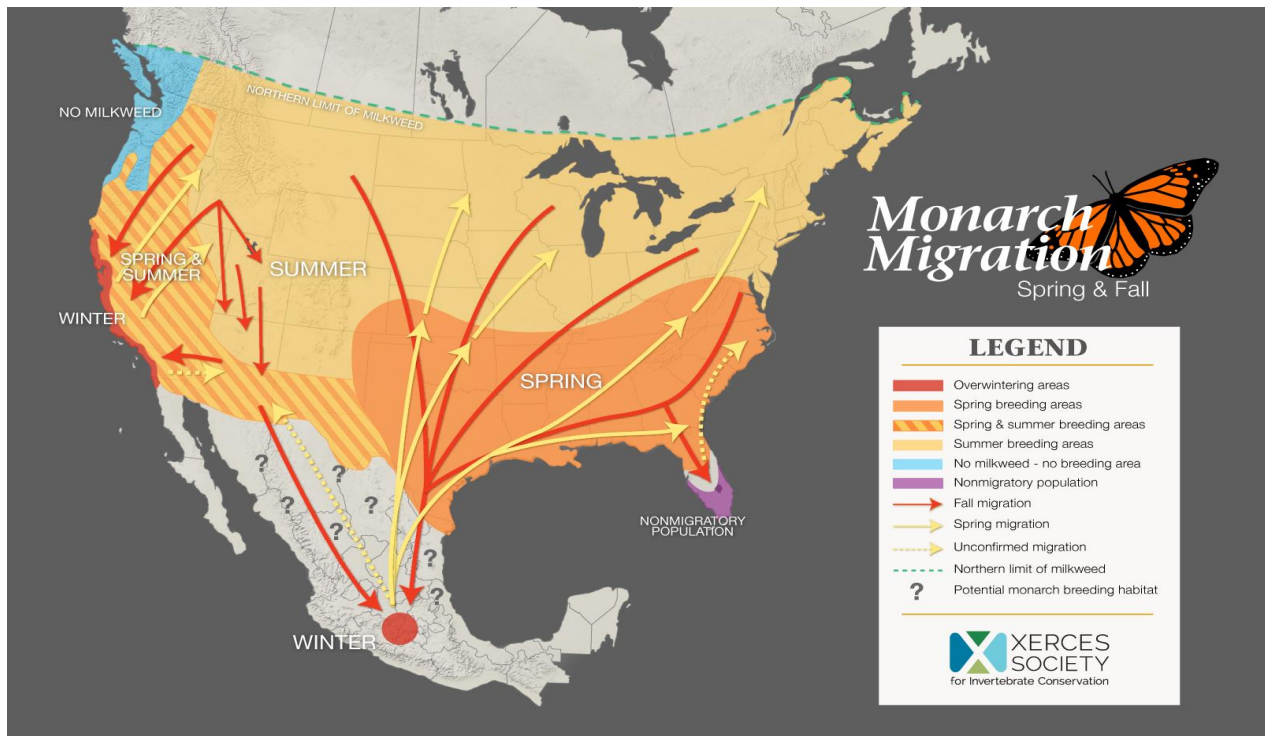 NO MILKWEED
NORTHERN LIMIT OF MILKWEED
SPRING &
SUMMER
SUMMER
WINTER
SPRING
NONMIGRATORY
POPULATION
WINTER
?
?
?
?
?
?
?
Monarch
Migration
Spring & Fall
LEGEND
Overwintering areas
Spring breeding areas
Spring & summer breeding areas
Summer breeding areas
No milkweed - no breeding area
Nonmigratory population
Fall migration
Spring migration
Unconfirmed migration
Northern limit of milkweed
? Potential monarch breeding habitat
XERCES
SOCIETY
for Invertebrate Conservation